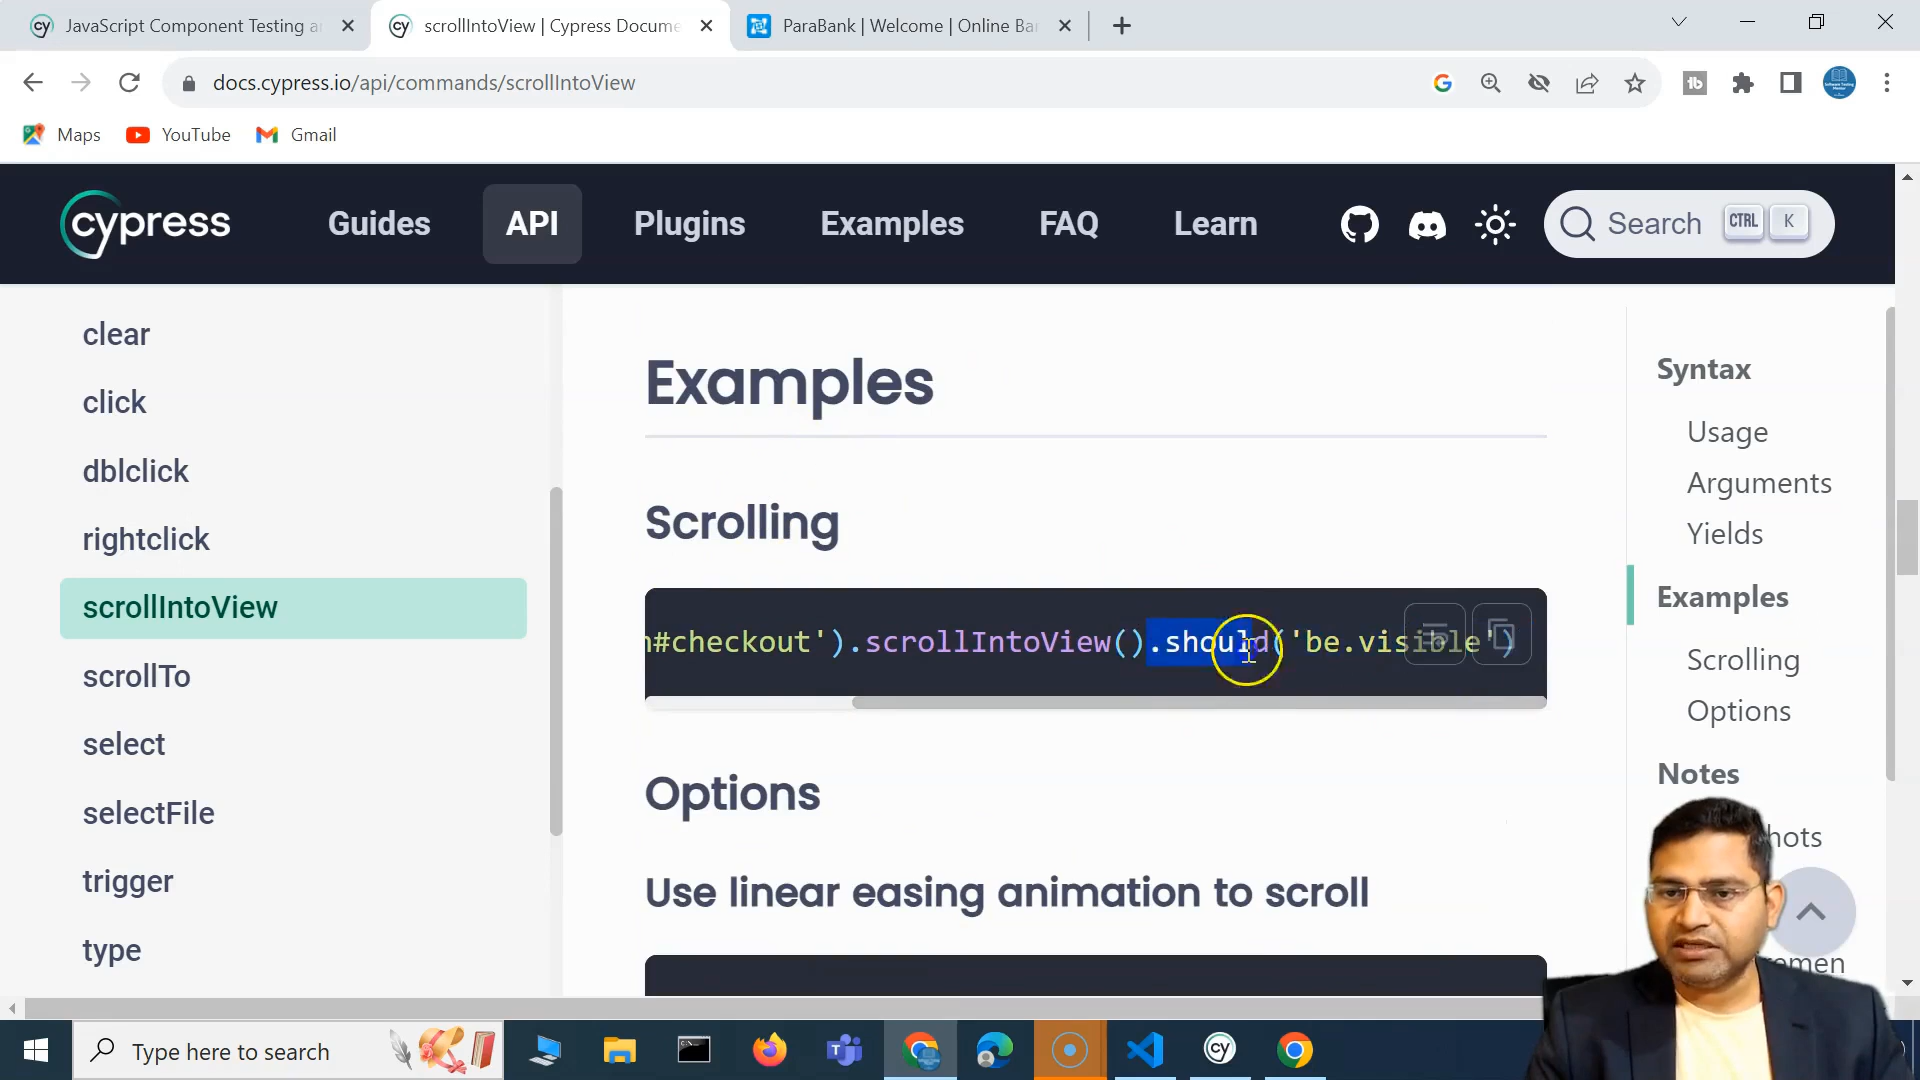 JavaScript Component Testing a
scrollIntoView | Cypress Docume
ParaBank | Welcome | Online Ba
docs.cypress.io/api/commands/scrollIntoView
Maps
YouTube
Gmail
cypress
Guides
API
Plugins
Examples
FAQ
Learn
Search
CTRL
K
clear
click
dblclick
rightclick
scrollIntoView
scrollTo
select
selectFile
trigger
type
Examples
Scrolling
n#checkout').scrollIntoView().should('be.visible')
Options
Use linear easing animation to scroll
Syntax
Usage
Arguments
Yields
Examples
Scrolling
Options
Notes
hots
emen
Type here to search